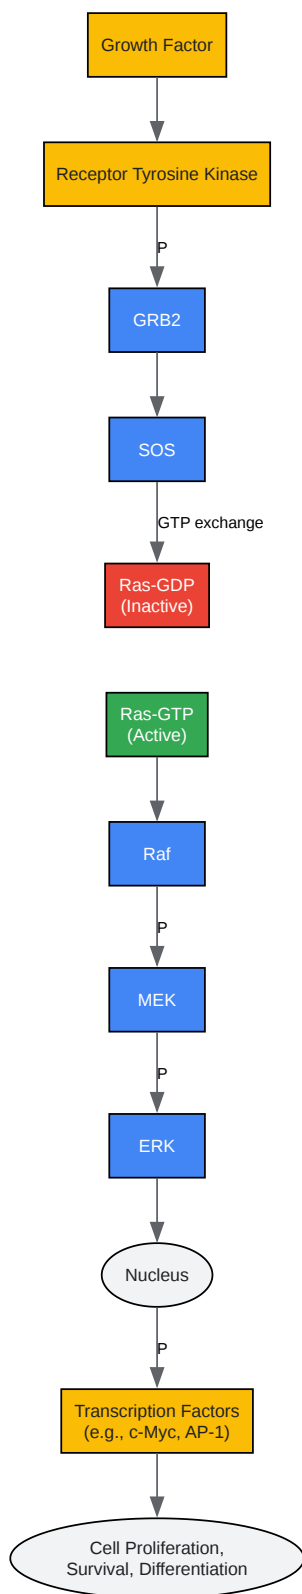 Growth Factor
Receptor Tyrosine Kinase
P
GRB2
SOS
GTP exchange
Ras-GDP
(Inactive)
Ras-GTP
(Active)
Raf
P
MEK
P
ERK
Nucleus
P
Transcription Factors
(e.g., c-Myc, AP-1)
Cell Proliferation,
Survival, Differentiation